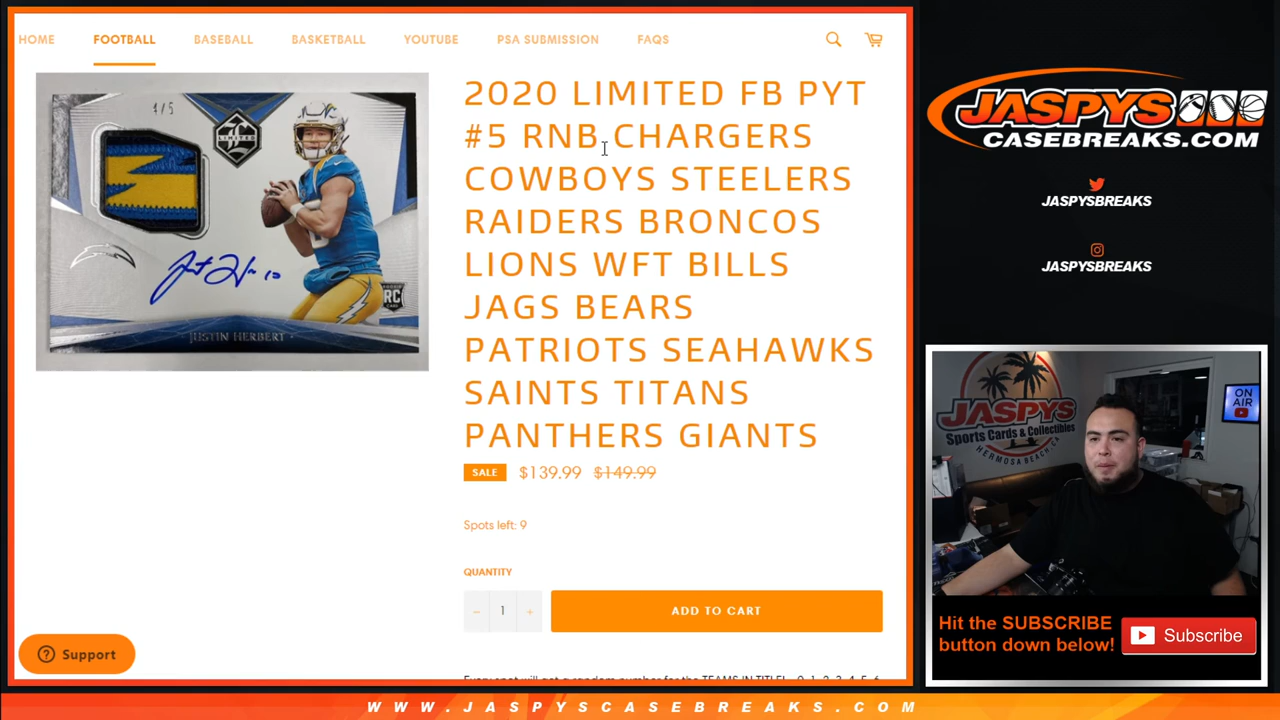 HOME FOOTBALL BASEBALL BASKETBALL YOUTUBE PSA SUBMISSION FAQS
1/5
LIMITED
RC
JUSTIN HERBERT
2020 LIMITED FB PYT
#5 RNB CHARGERS
COWBOYS STEELERS
RAIDERS BRONCOS
LIONS WFT BILLS
JAGS BEARS
PATRIOTS SEAHAWKS
SAINTS TITANS
PANTHERS GIANTS
SALE $139.99 $149.99
Spots left: 9
QUANTITY
− 1 + ADD TO CART
Support
JASPYS
CASEBREAKS.COM
JASPYSBREAKS
JASPYSBREAKS
JASPYS
Sports Cards & Collectibles
HERMOSA BEACH, CA
ON AIR
Hit the SUBSCRIBE
button down below!
Subscribe
WWW.JASPYSCASEBREAKS.COM